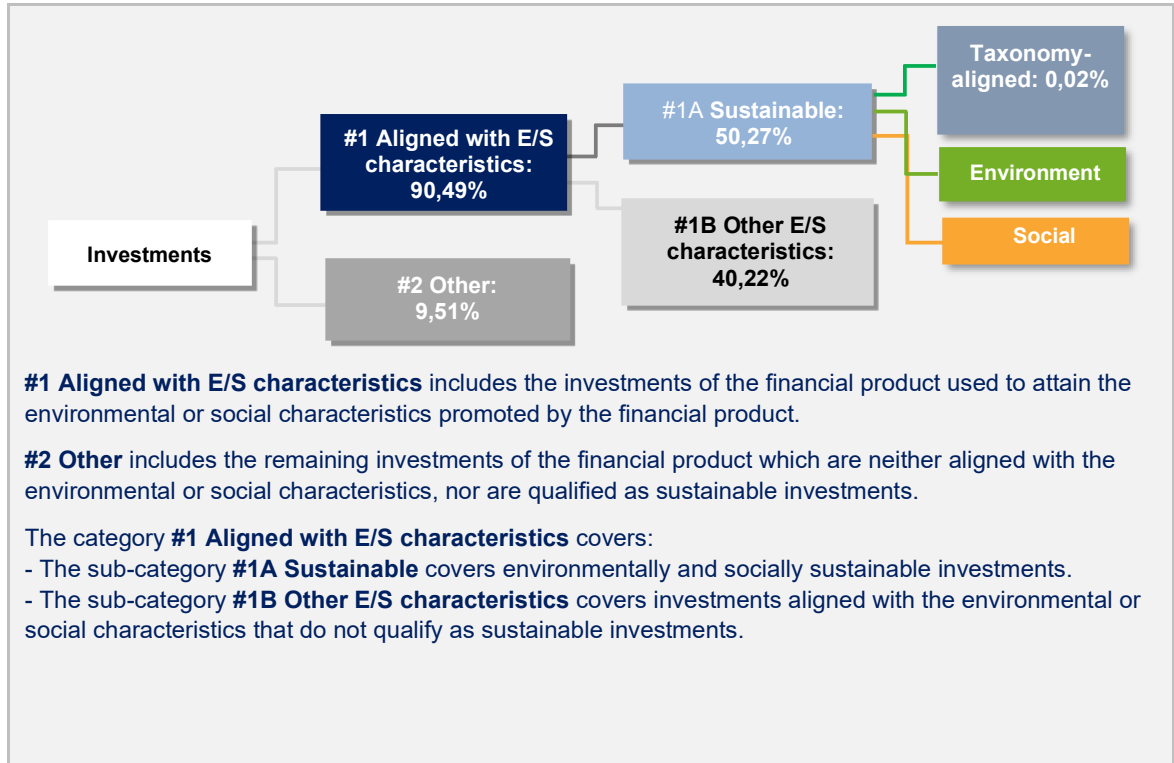 Taxonomy-
aligned: 0,02%
#1A Sustainable:
50,27%
#1 Aligned with E/S
characteristics:
90,49%
Environment
#1B Other E/S
characteristics:
40,22%
Social
Investments
#2 Other:
9,51%
#1 Aligned with E/S characteristics includes the investments of the financial product used to attain the
environmental or social characteristics promoted by the financial product.
#2 Other includes the remaining investments of the financial product which are neither aligned with the
environmental or social characteristics, nor are qualified as sustainable investments.
The category #1 Aligned with E/S characteristics covers:
- The sub-category #1A Sustainable covers environmentally and socially sustainable investments.
- The sub-category #1B Other E/S characteristics covers investments aligned with the environmental or
social characteristics that do not qualify as sustainable investments.